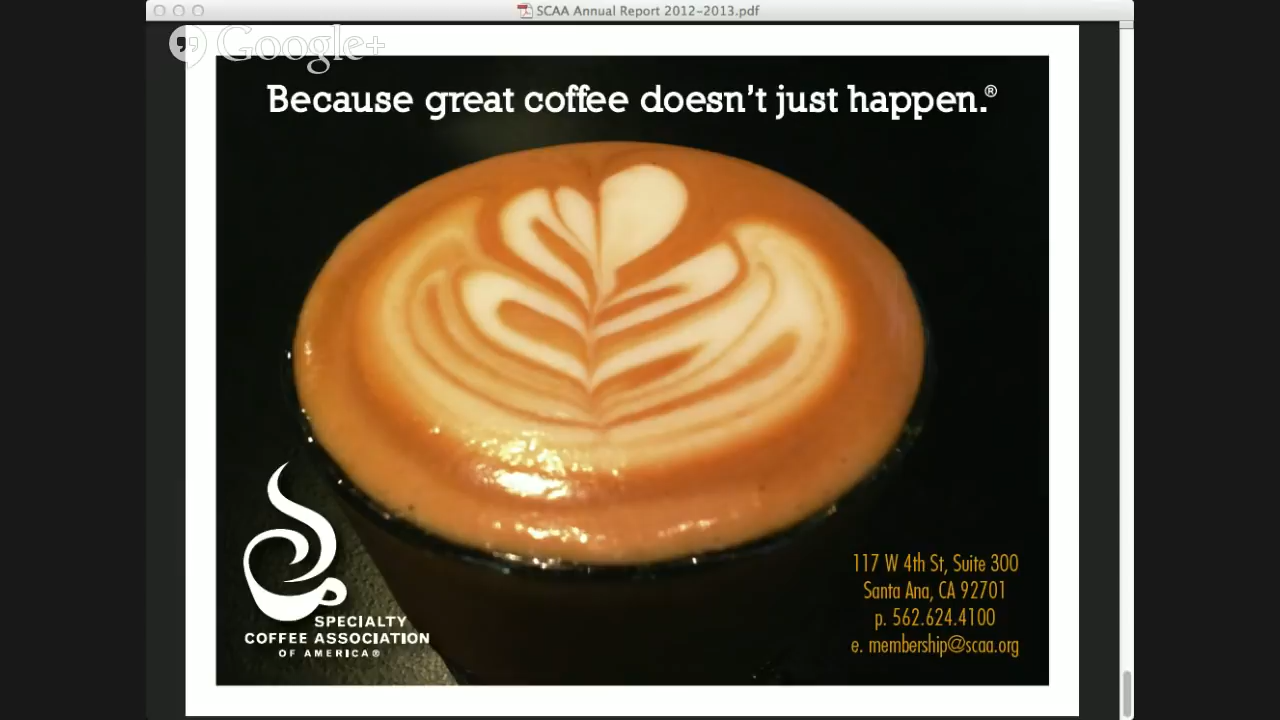 SCAA Annual Report 2012-2013.pdf
Google+
Because great coffee doesn't just happen.®
117 W 4th St, Suite 300
Santa Ana, CA 92701
p. 562.624.4100
e. membership@scaa.org
SPECIALTY
COFFEE ASSOCIATION
OF AMERICA®